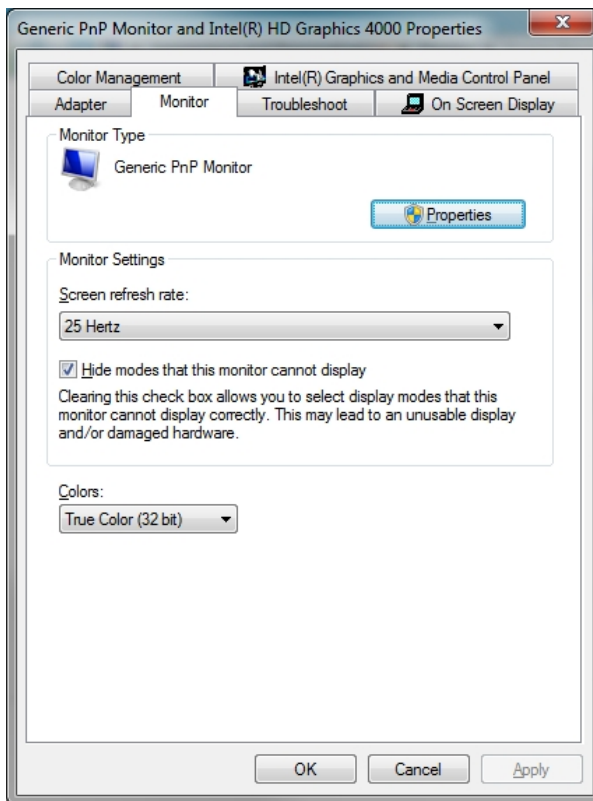 Generic PnP Monitor and Intel(R) HD Graphics 4000 Properties
Color Management
Intel(R) Graphics and Media Control Panel
Adapter
Monitor
Troubleshoot
On Screen Display
Monitor Type
Generic PnP Monitor
Properties
Monitor Settings
Screen refresh rate:
25 Hertz
Hide modes that this monitor cannot display
Clearing this check box allows you to select display modes that this
monitor cannot display correctly. This may lead to an unusable display
and/or damaged hardware.
Colors:
True Color (32 bit)
OK
Cancel
Apply